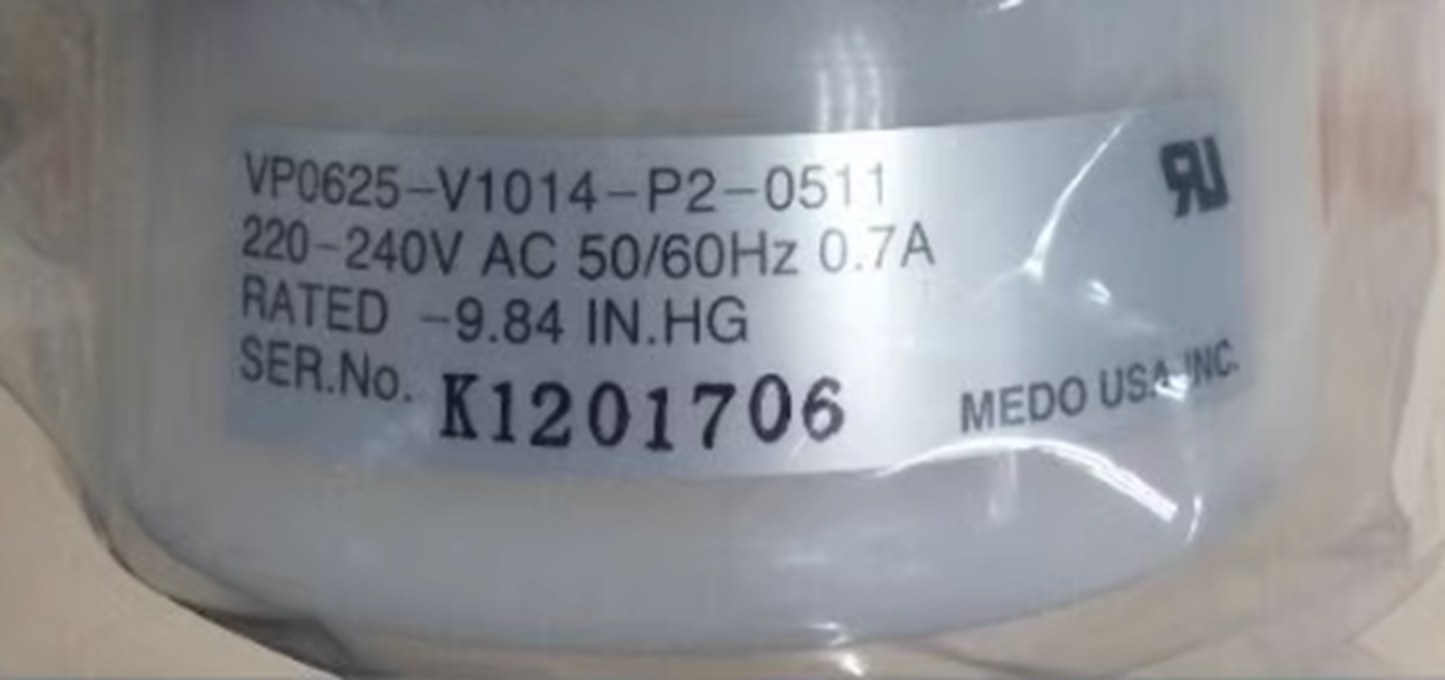 VP0625-V1014-P2-0511
220-240V AC 50/60Hz 0.7A
RATED -9.84 IN.HG
SER.No. K1201706
MEDO USA INC.